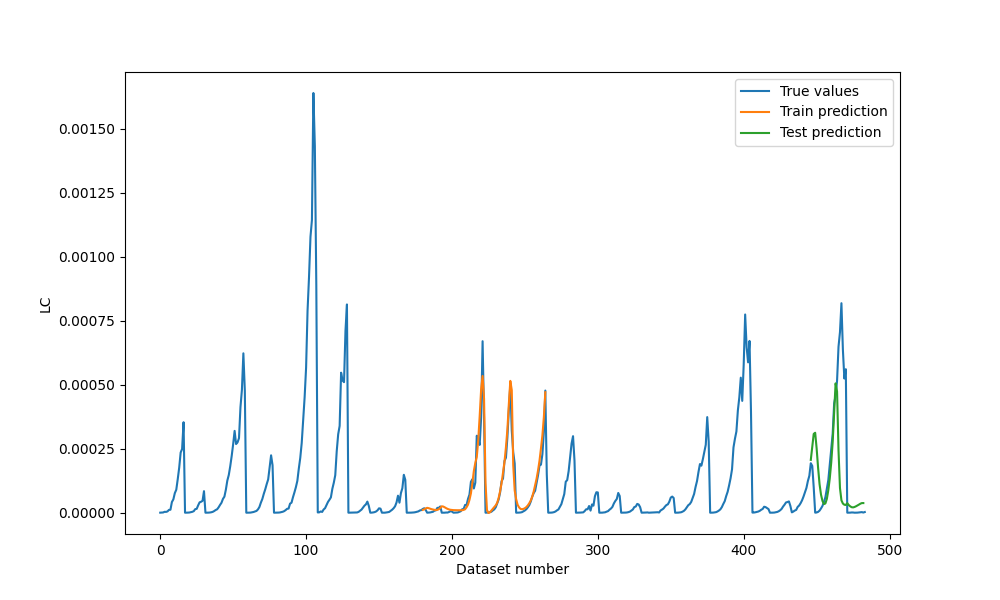 True values
Train prediction
Test prediction
0.00150
0.00125
0.00100
0.00075
0.00050
0.00025
0.00000
LC
0 100 200 300 400 500
Dataset number